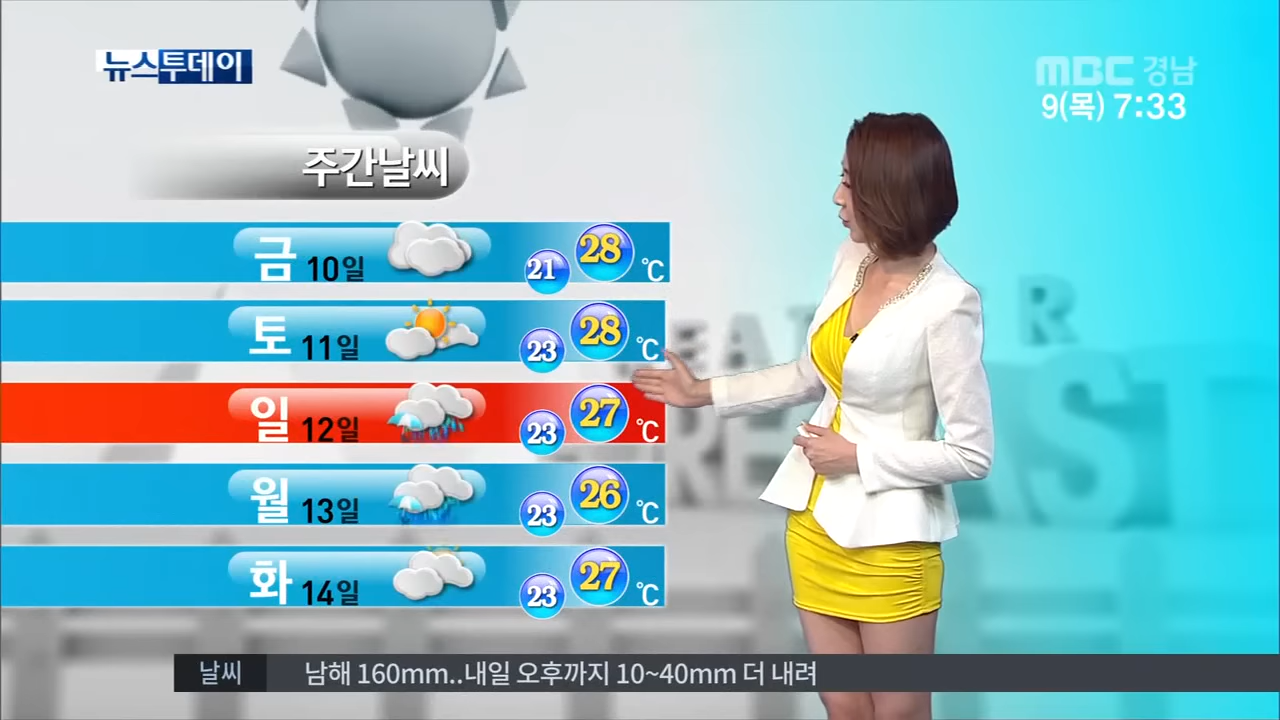 뉴스투데이
MBC 경남
9(목) 7:33
주간날씨
금 10일 21 28 ℃
토 11일 23 28 ℃
일 12일 23 27 ℃
월 13일 23 26 ℃
화 14일 23 27 ℃
날씨 남해 160mm..내일 오후까지 10~40mm 더 내려